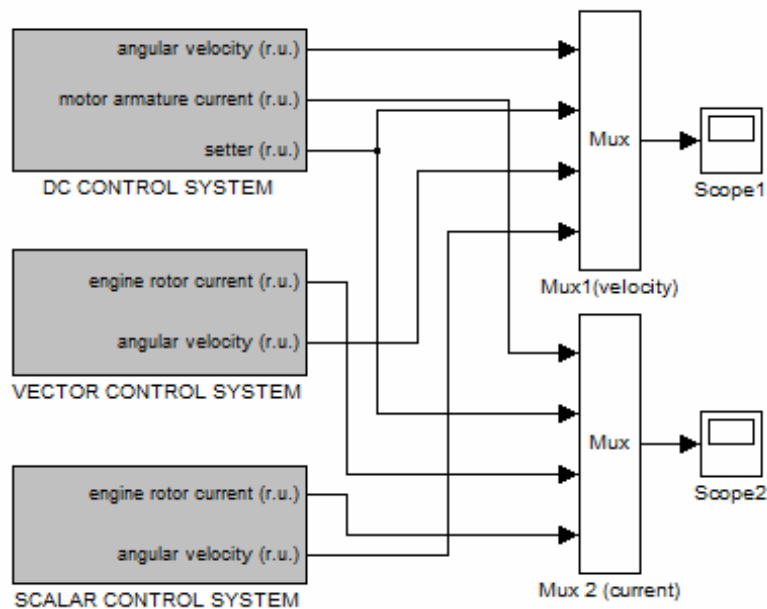 angular velocity (r.u.)
motor armature current (r.u.)
setter (r.u.)
DC CONTROL SYSTEM
engine rotor current (r.u.)
angular velocity (r.u.)
VECTOR CONTROL SYSTEM
engine rotor current (r.u.)
angular velocity (r.u.)
SCALAR CONTROL SYSTEM
Mux
Mux1(velocity)
Scope1
Mux
Mux 2 (current)
Scope2